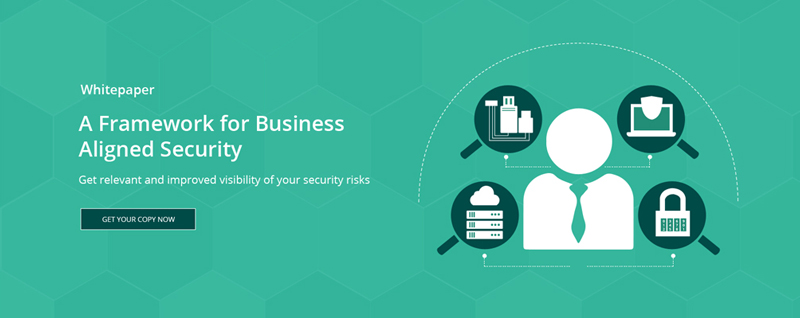 Whitepaper
A Framework for Business
Aligned Security
Get relevant and improved visibility of your security risks
GET YOUR COPY NOW